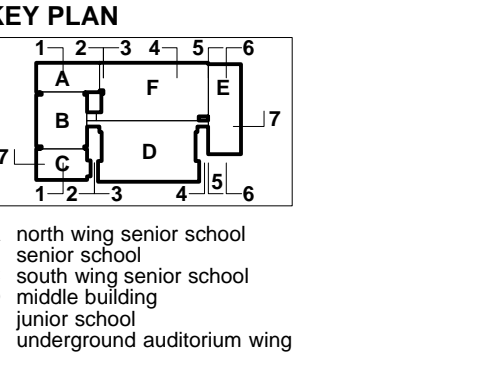 KEY PLAN
1 2 3 4 5 6
A F E
B 7
D
7 C
5
1 2 3 4 6
north wing senior school
senior school
south wing senior school
middle building
junior school
underground auditorium wing